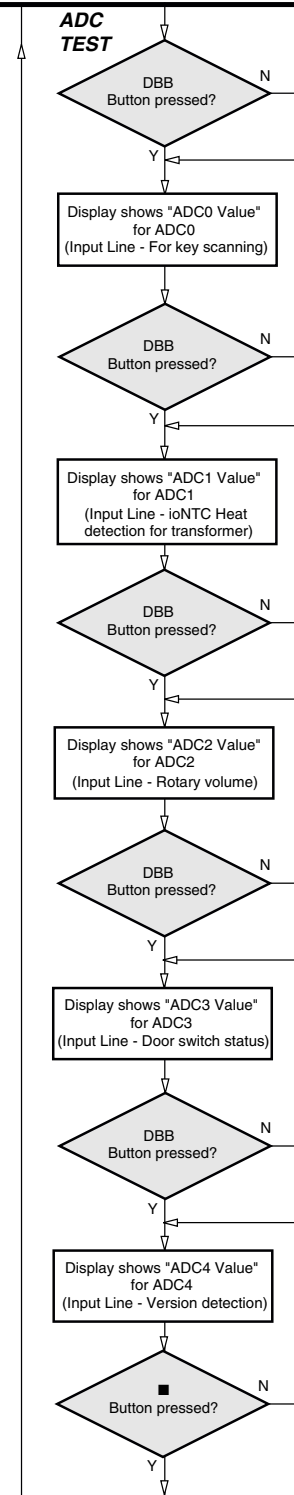 ADC
TEST
DBB
Button pressed?
N
Y
Display shows "ADC0 Value"
for ADC0
(Input Line - For key scanning)
DBB
Button pressed?
N
Y
Display shows "ADC1 Value"
for ADC1
(Input Line - ioNTC Heat
detection for transformer)
DBB
Button pressed?
N
Y
Display shows "ADC2 Value"
for ADC2
(Input Line - Rotary volume)
DBB
Button pressed?
N
Y
Display shows "ADC3 Value"
for ADC3
(Input Line - Door switch status)
DBB
Button pressed?
N
Y
Display shows "ADC4 Value"
for ADC4
(Input Line - Version detection)
■
Button pressed?
N
Y